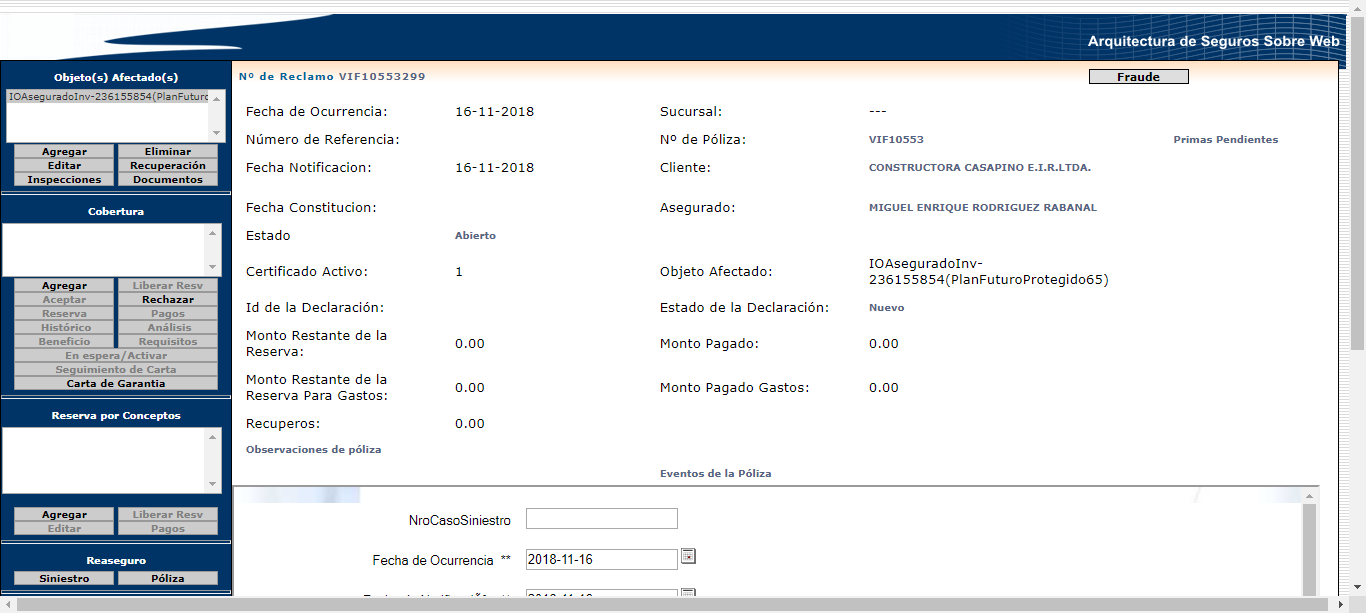 Arquitectura de Seguros Sobre Web
Objeto(s) Afectado(s)
IOAseguradoInv-236155854(PlanFuturo
Agregar Eliminar
Editar Recuperación
Inspecciones Documentos
Cobertura
Agregar Liberar Resv
Aceptar Rechazar
Reserva Pagos
Histórico Análisis
Beneficio Requisitos
En espera/Activar
Seguimiento de Carta
Carta de Garantia
Reserva por Conceptos
Agregar Liberar Resv
Editar Pagos
Reaseguro
Siniestro Póliza
Nº de Reclamo VIF10553299 Fraude
Fecha de Ocurrencia: 16-11-2018 Sucursal: ---
Número de Referencia: Nº de Póliza: VIF10553 Primas Pendientes
Fecha Notificacion: 16-11-2018 Cliente: CONSTRUCTORA CASAPINO E.I.R.LTDA.
Fecha Constitucion: Asegurado: MIGUEL ENRIQUE RODRIGUEZ RABANAL
Estado Abierto
Certificado Activo: 1 Objeto Afectado: IOAseguradoInv-
236155854(PlanFuturoProtegido65)
Id de la Declaración: Estado de la Declaración: Nuevo
Monto Restante de la
Reserva: 0.00 Monto Pagado: 0.00
Monto Restante de la
Reserva Para Gastos: 0.00 Monto Pagado Gastos: 0.00
Recuperos: 0.00
Observaciones de póliza
Eventos de la Póliza
NroCasoSiniestro
Fecha de Ocurrencia ** 2018-11-16